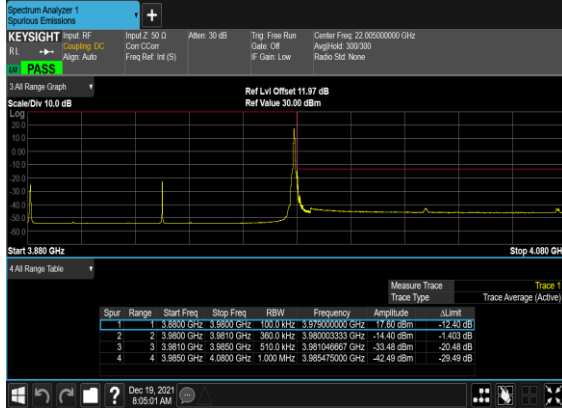 Spectrum Analyzer 1
Spurious Emissions
+
KEYSIGHT Input: RF Input Z: 50 Ω Atten: 30 dB Trig: Free Run Center Freq: 22.005000000 GHz
RL Coupling: DC Corr CCorr Gate: Off Avg|Hold: 300/300
Align: Auto Freq Ref: Int (S) IF Gain: Low Radio Std: None
PASS
3 All Range Graph
Ref Lvl Offset 11.97 dB
Scale/Div 10.0 dB Ref Value 30.00 dBm
Log
20.0
10.0
0.00
-10.0
-20.0
-30.0
-40.0
-50.0
-60.0
Start 3.880 GHz Stop 4.080 GH
4 All Range Table
Measure Trace Trace 1
Trace Type Trace Average (Active)
Spur Range Start Freq Stop Freq RBW Frequency Amplitude ΔLimit
1 1 3.8800 GHz 3.9800 GHz 100.0 kHz 3.979000000 GHz 17.60 dBm -12.40 dB
2 2 3.9800 GHz 3.9810 GHz 360.0 kHz 3.980003333 GHz -14.40 dBm -1.403 dB
3 3 3.9810 GHz 3.9850 GHz 510.0 kHz 3.981046667 GHz -33.48 dBm -20.48 dB
4 4 3.9850 GHz 4.0800 GHz 1.000 MHz 3.985475000 GHz -42.49 dBm -29.49 dB
? Dec 19, 2021
8:05:01 AM